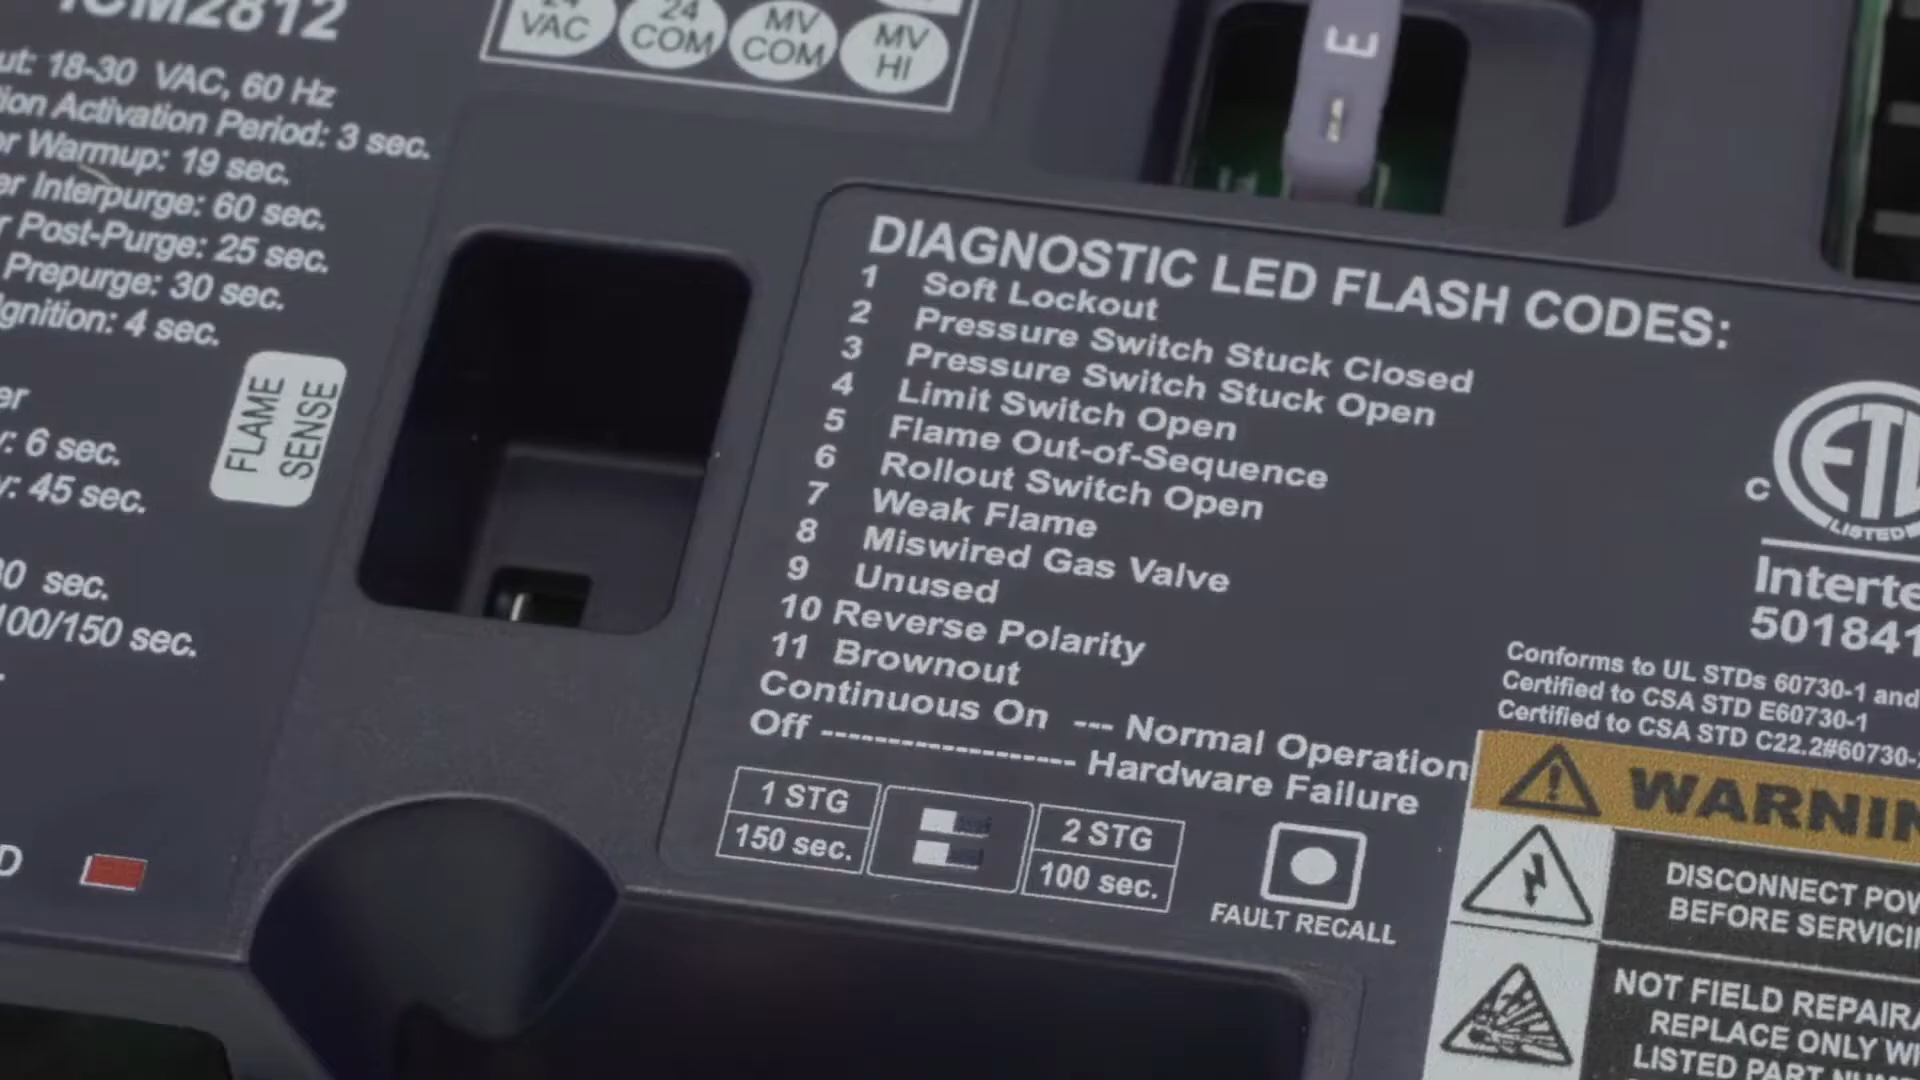 ICM2812
18-30 VAC, 60 Hz
Activation Period: 3 sec.
Warmup: 19 sec.
Interpurge: 60 sec.
Post-Purge: 25 sec.
Prepurge: 30 sec.
4 sec.
6 sec.
45 sec.
sec.
100/150 sec.
FLAME
SENSE
24
VAC
24
COM
MV
COM
MV
HI
E
DIAGNOSTIC LED FLASH CODES:
1 Soft Lockout
2 Pressure Switch Stuck Closed
3 Pressure Switch Stuck Open
4 Limit Switch Open
5 Flame Out-of-Sequence
6 Rollout Switch Open
7 Weak Flame
8 Miswired Gas Valve
9 Unused
10 Reverse Polarity
11 Brownout
Continuous On --- Normal Operation
Off ------------------- Hardware Failure
1 STG
150 sec.
2 STG
100 sec.
FAULT RECALL
C
ETL
LISTED
Interte
501841
Conforms to UL STDs 60730-1 and
Certified to CSA STD E60730-1
Certified to CSA STD C22.2#60730-
WARNIN
DISCONNECT POW
BEFORE SERVICI
NOT FIELD REPAIRA
REPLACE ONLY WI
LISTED PART NUM